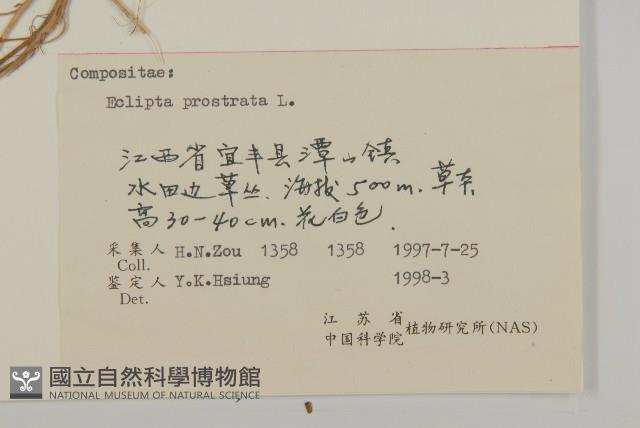 Compositae:
Eclipta prostrata L.
江西省宜丰县潭山镇
水田边草丛.海拔500m.草本
高30-40cm.花白色.
采集人 H.N.Zou 1358 1358 1997-7-25
Coll.
鉴定人 Y.K.Hsiung 1998-3
Det.
江苏省
中国科学院 植物研究所(NAS)
國立自然科學博物館
NATIONAL MUSEUM OF NATURAL SCIENCE